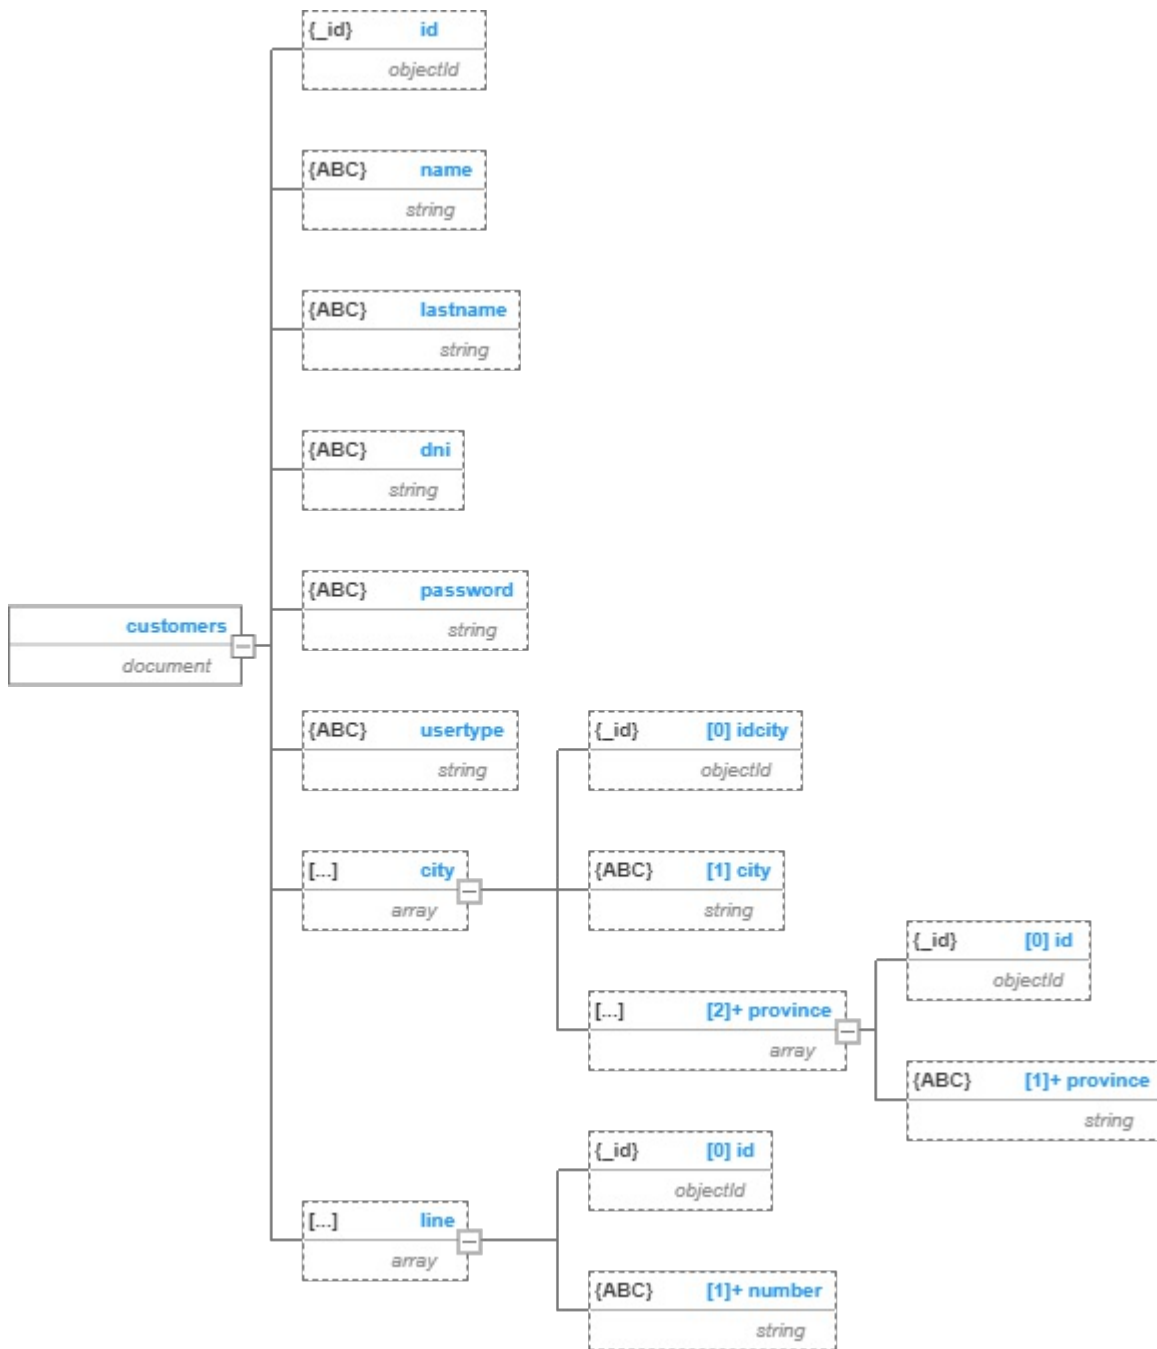 {_id} id
objectId
{ABC} name
string
{ABC} lastname
string
{ABC} dni
string
{ABC} password
string
customers
document
{ABC} usertype
string
{_id} [0] idcity
objectId
[...] city
array
{ABC} [1] city
string
[...] [2]+ province
array
{_id} [0] id
objectId
{ABC} [1]+ province
string
[...] line
array
{_id} [0] id
objectId
{ABC} [1]+ number
string